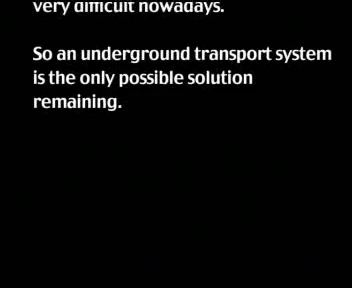 very difficult nowadays.
So an underground transport system
is the only possible solution
remaining.